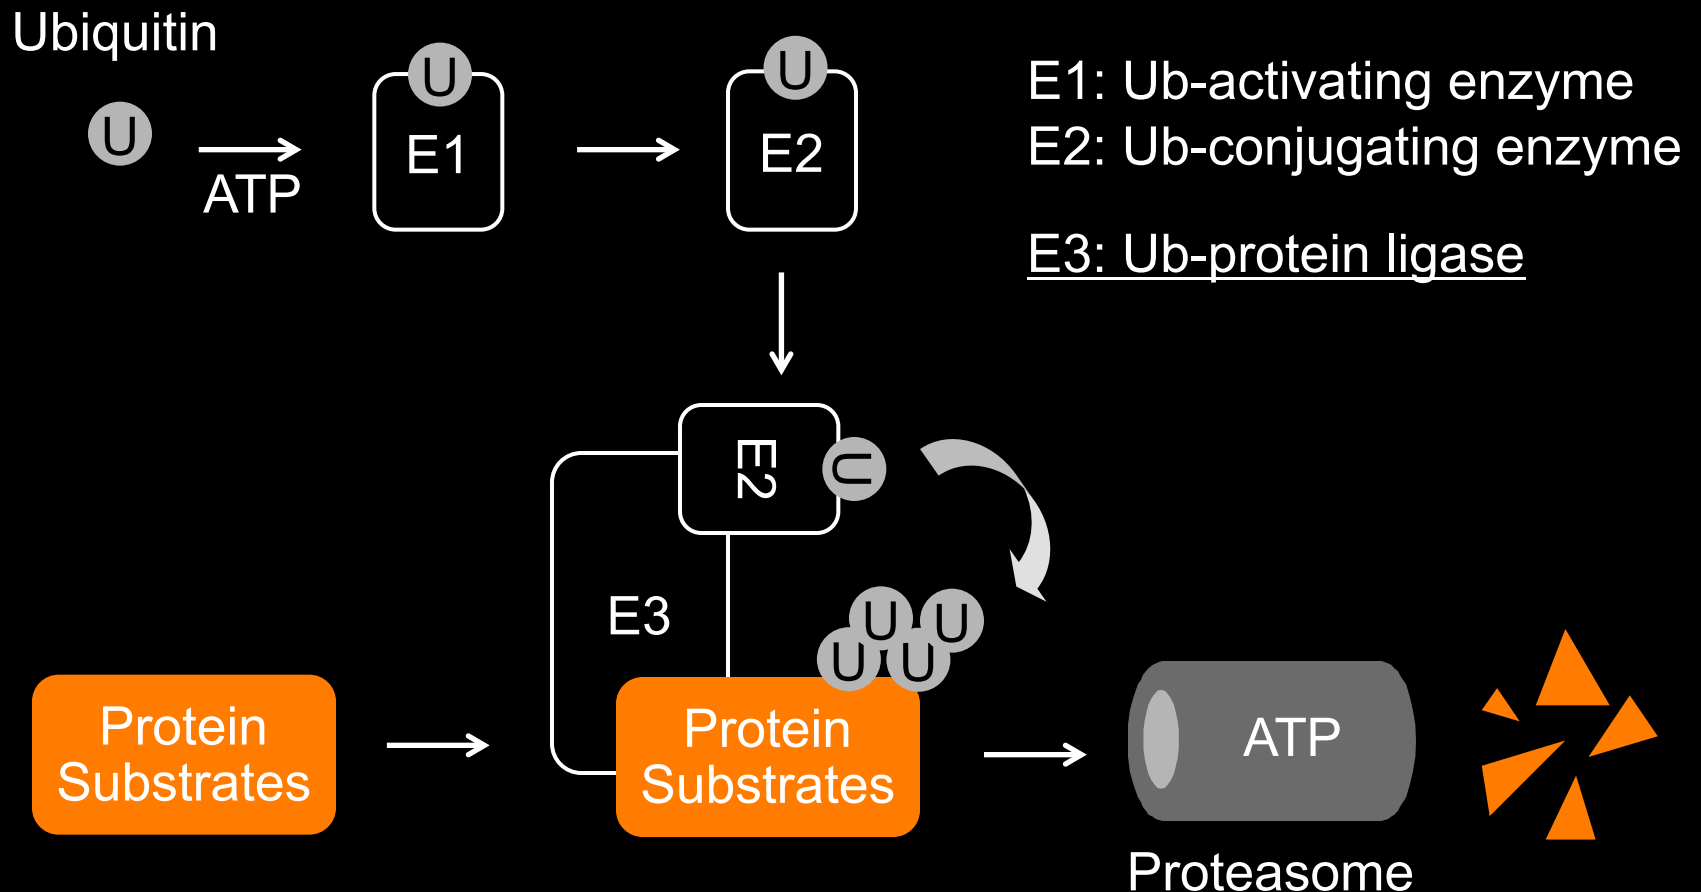 Ubiquitin
U
ATP
U
E1
U
E2
E1: Ub-activating enzyme
E2: Ub-conjugating enzyme
E3: Ub-protein ligase
E2
U
E3
U
U
U
U
Protein
Substrates
Protein
Substrates
ATP
Proteasome